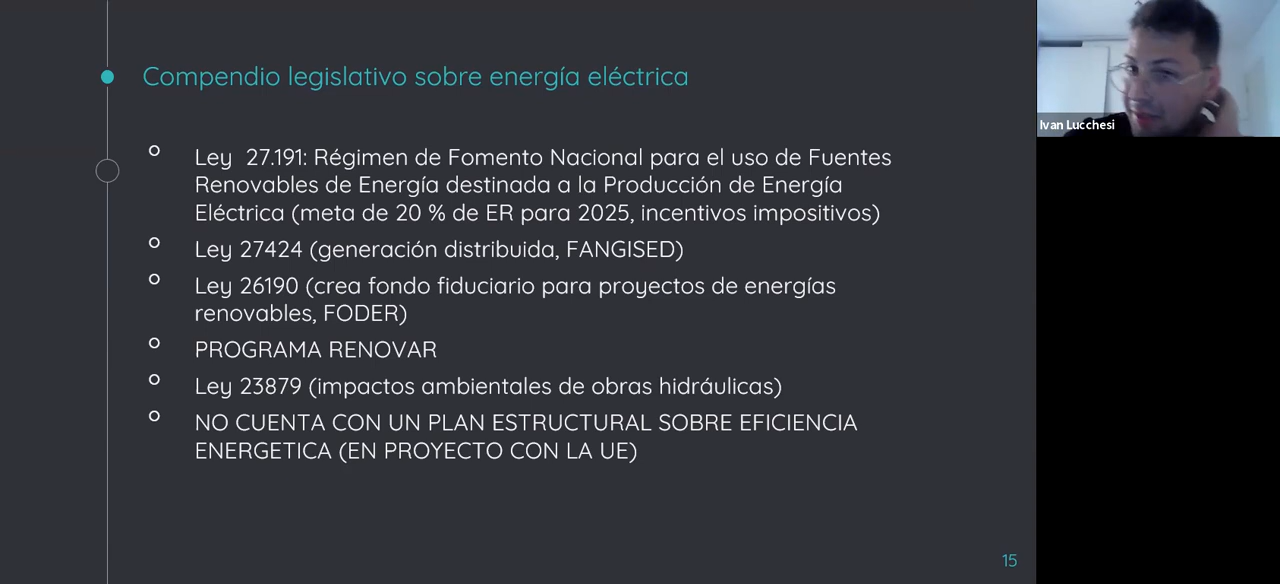 Compendio legislativo sobre energía eléctrica
Ley 27.191: Régimen de Fomento Nacional para el uso de Fuentes
Renovables de Energía destinada a la Producción de Energía
Eléctrica (meta de 20 % de ER para 2025, incentivos impositivos)
Ley 27424 (generación distribuida, FANGISED)
Ley 26190 (crea fondo fiduciario para proyectos de energías
renovables, FODER)
PROGRAMA RENOVAR
Ley 23879 (impactos ambientales de obras hidráulicas)
NO CUENTA CON UN PLAN ESTRUCTURAL SOBRE EFICIENCIA
ENERGETICA (EN PROYECTO CON LA UE)
15
Ivan Lucchesi